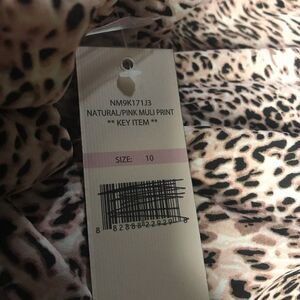 NM9K171J3
NATURAL/PINK MULI PRINT
** KEY ITEM **
SIZE: 10